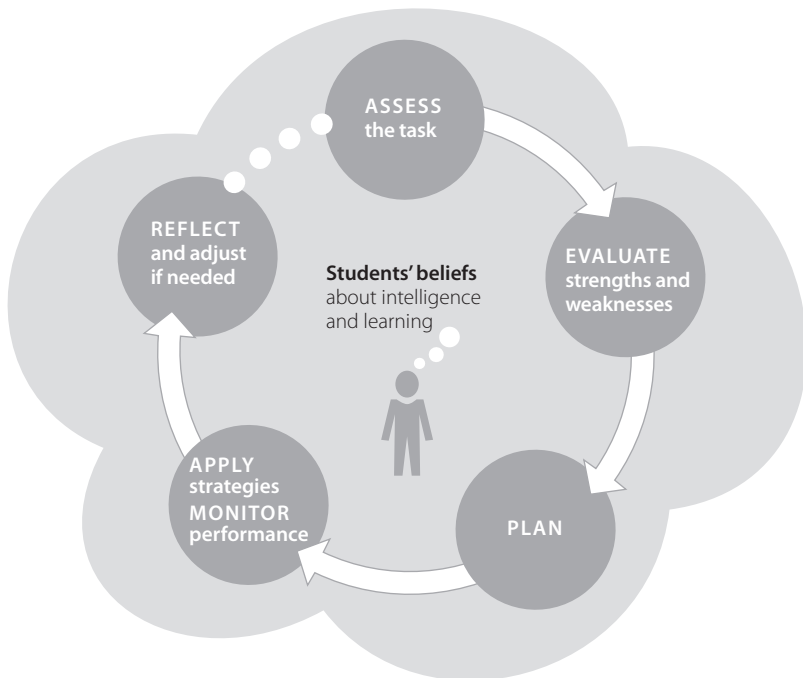 ASSESS
the task
EVALUATE
strengths and
weaknesses
PLAN
APPLY
strategies
MONITOR
performance
REFLECT
and adjust
if needed
Students’ beliefs
about intelligence
and learning